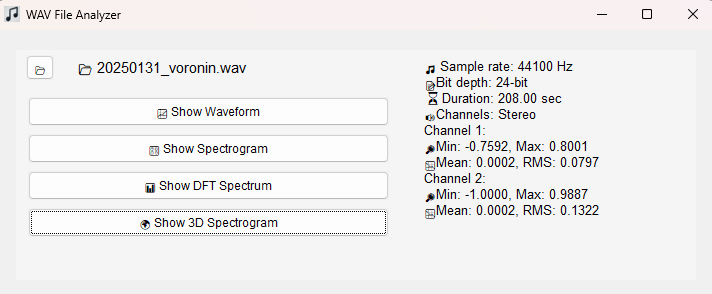 WAV File Analyzer
20250131_voronin.wav
Show Waveform
Show Spectrogram
Show DFT Spectrum
Show 3D Spectrogram
Sample rate: 44100 Hz
Bit depth: 24-bit
Duration: 208.00 sec
Channels: Stereo
Channel 1:
Min: -0.7592, Max: 0.8001
Mean: 0.0002, RMS: 0.0797
Channel 2:
Min: -1.0000, Max: 0.9887
Mean: 0.0002, RMS: 0.1322